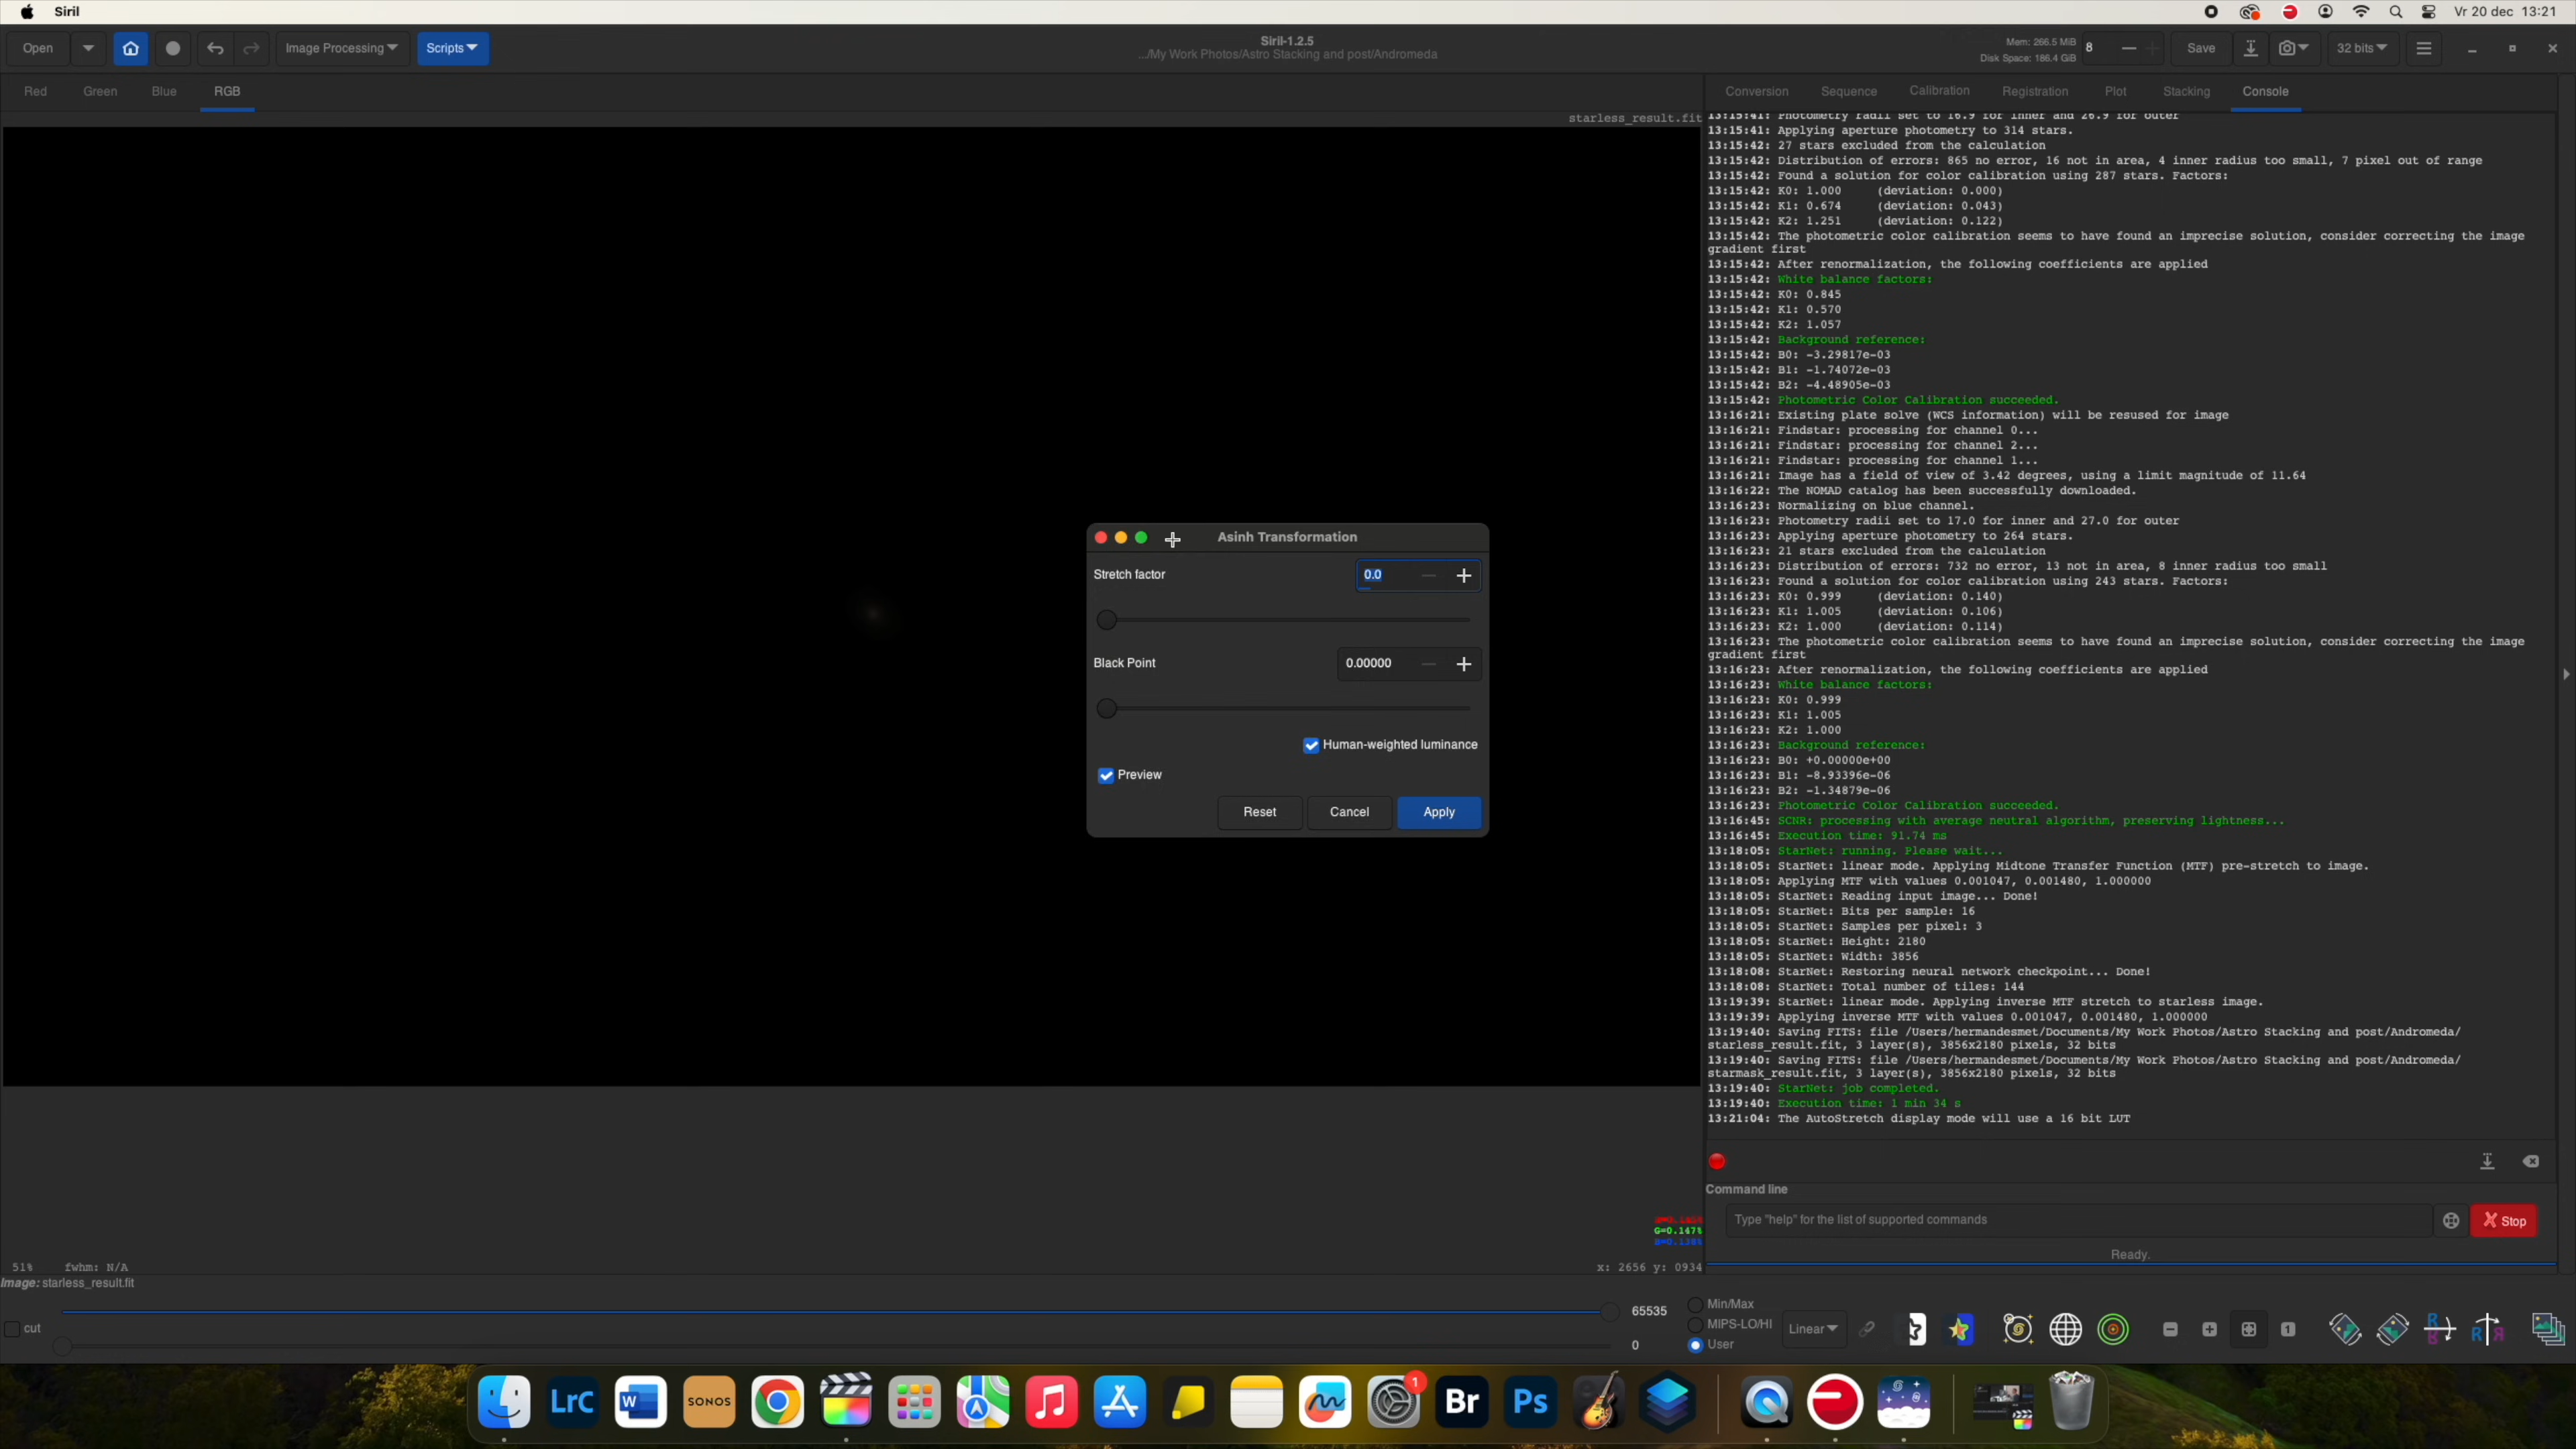 Siril
Vr 20 dec 13:21
Open
Image Processing
Scripts
Siril-1.2.5
.../My Work Photos/Astro Stacking and post/Andromeda
Mem: 266.5 MiB
Disk Space: 186.4 GiB
8
Save
32 bits
Red
Green
Blue
RGB
Conversion
Sequence
Calibration
Registration
Plot
Stacking
Console
starless_result.fit
13:15:41: Photometry radii set to 16.9 for inner and 26.9 for outer
13:15:41: Applying aperture photometry to 314 stars.
13:15:42: 27 stars excluded from the calculation
13:15:42: Distribution of errors: 865 no error, 16 not in area, 4 inner radius too small, 7 pixel out of range
13:15:42: Found a solution for color calibration using 287 stars. Factors:
13:15:42: K0: 1.000 (deviation: 0.000)
13:15:42: K1: 0.674 (deviation: 0.043)
13:15:42: K2: 1.251 (deviation: 0.122)
13:15:42: The photometric color calibration seems to have found an imprecise solution, consider correcting the image
gradient first
13:15:42: After renormalization, the following coefficients are applied
13:15:42: White balance factors:
13:15:42: K0: 0.845
13:15:42: K1: 0.570
13:15:42: K2: 1.057
13:15:42: Background reference:
13:15:42: B0: -3.29817e-03
13:15:42: B1: -1.74072e-03
13:15:42: B2: -4.48905e-03
13:15:42: Photometric Color Calibration succeeded.
13:16:21: Existing plate solve (WCS information) will be resused for image
13:16:21: Findstar: processing for channel 0...
13:16:21: Findstar: processing for channel 2...
13:16:21: Findstar: processing for channel 1...
13:16:21: Image has a field of view of 3.42 degrees, using a limit magnitude of 11.64
13:16:22: The NOMAD catalog has been successfully downloaded.
13:16:23: Normalizing on blue channel.
13:16:23: Photometry radii set to 17.0 for inner and 27.0 for outer
13:16:23: Applying aperture photometry to 264 stars.
13:16:23: 21 stars excluded from the calculation
13:16:23: Distribution of errors: 732 no error, 13 not in area, 8 inner radius too small
13:16:23: Found a solution for color calibration using 243 stars. Factors:
13:16:23: K0: 0.999 (deviation: 0.140)
13:16:23: K1: 1.005 (deviation: 0.106)
13:16:23: K2: 1.000 (deviation: 0.114)
13:16:23: The photometric color calibration seems to have found an imprecise solution, consider correcting the image
gradient first
13:16:23: After renormalization, the following coefficients are applied
13:16:23: White balance factors:
13:16:23: K0: 0.999
13:16:23: K1: 1.005
13:16:23: K2: 1.000
13:16:23: Background reference:
13:16:23: B0: +0.00000e+00
13:16:23: B1: -8.93396e-06
13:16:23: B2: -1.34879e-06
13:16:23: Photometric Color Calibration succeeded.
13:16:45: SCNR: processing with average neutral algorithm, preserving lightness...
13:16:45: Execution time: 91.74 ms
13:18:05: StarNet: running. Please wait...
13:18:05: StarNet: linear mode. Applying Midtone Transfer Function (MTF) pre-stretch to image.
13:18:05: Applying MTF with values 0.001047, 0.001480, 1.000000
13:18:05: StarNet: Reading input image... Done!
13:18:05: StarNet: Bits per sample: 16
13:18:05: StarNet: Samples per pixel: 3
13:18:05: StarNet: Height: 2180
13:18:05: StarNet: Width: 3856
13:18:08: StarNet: Restoring neural network checkpoint... Done!
13:18:08: StarNet: Total number of tiles: 144
13:19:39: StarNet: linear mode. Applying inverse MTF stretch to starless image.
13:19:39: Applying inverse MTF with values 0.001047, 0.001480, 1.000000
13:19:40: Saving FITS: file /Users/hermandesmet/Documents/My Work Photos/Astro Stacking and post/Andromeda/
starless_result.fit, 3 layer(s), 3856x2180 pixels, 32 bits
13:19:40: Saving FITS: file /Users/hermandesmet/Documents/My Work Photos/Astro Stacking and post/Andromeda/
starmask_result.fit, 3 layer(s), 3856x2180 pixels, 32 bits
13:19:40: StarNet: job completed.
13:19:40: Execution time: 1 min 34 s
13:21:04: The AutoStretch display mode will use a 16 bit LUT
Asinh Transformation
Stretch factor
0.0
Black Point
0.00000
Human-weighted luminance
Preview
Reset
Cancel
Apply
Command line
Type "help" for the list of supported commands
Stop
Ready.
G=0.147%
51%
fwhm: N/A
x: 2656 y: 0934
Image: starless_result.fit
cut
65535
0
Min/Max
MIPS-LO/HI
User
Linear
1
LrC
W
SONOS
1
Br
Ps